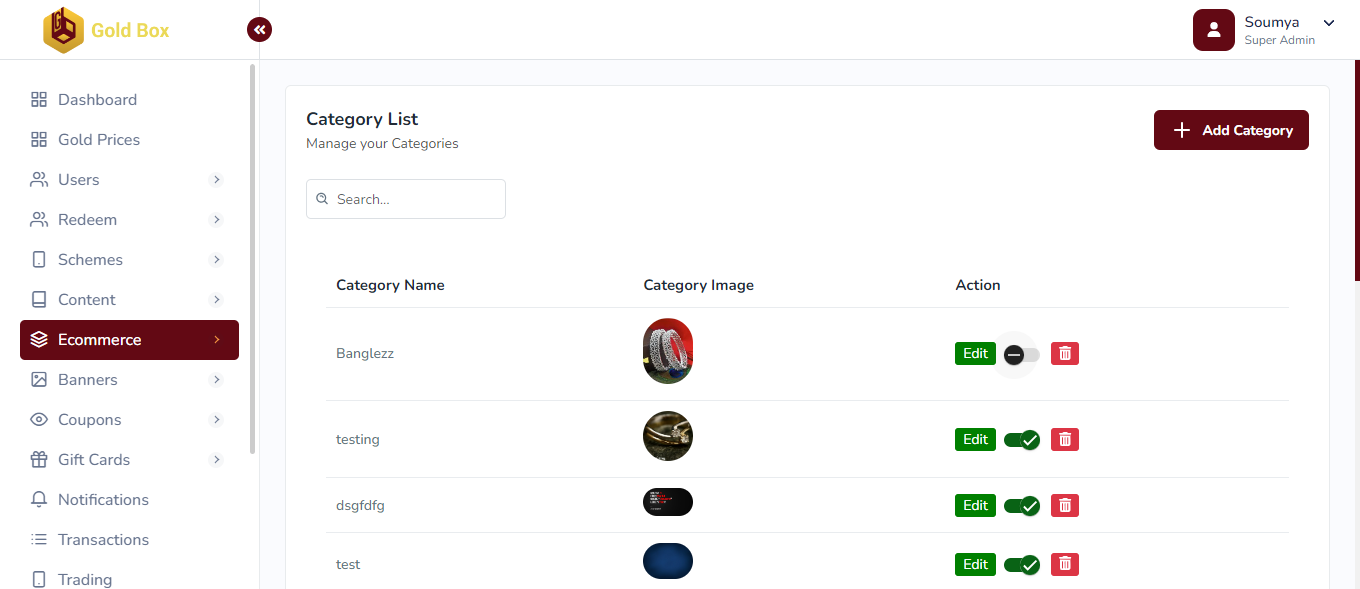 Gold Box
Soumya
Super Admin
Dashboard
Gold Prices
Users
Redeem
Schemes
Content
Ecommerce
Banners
Coupons
Gift Cards
Notifications
Transactions
Trading
Category List
Manage your Categories
Add Category
Search...
Category Name Category Image Action
Banglezz Edit
testing Edit
dsgfdfg Edit
test Edit